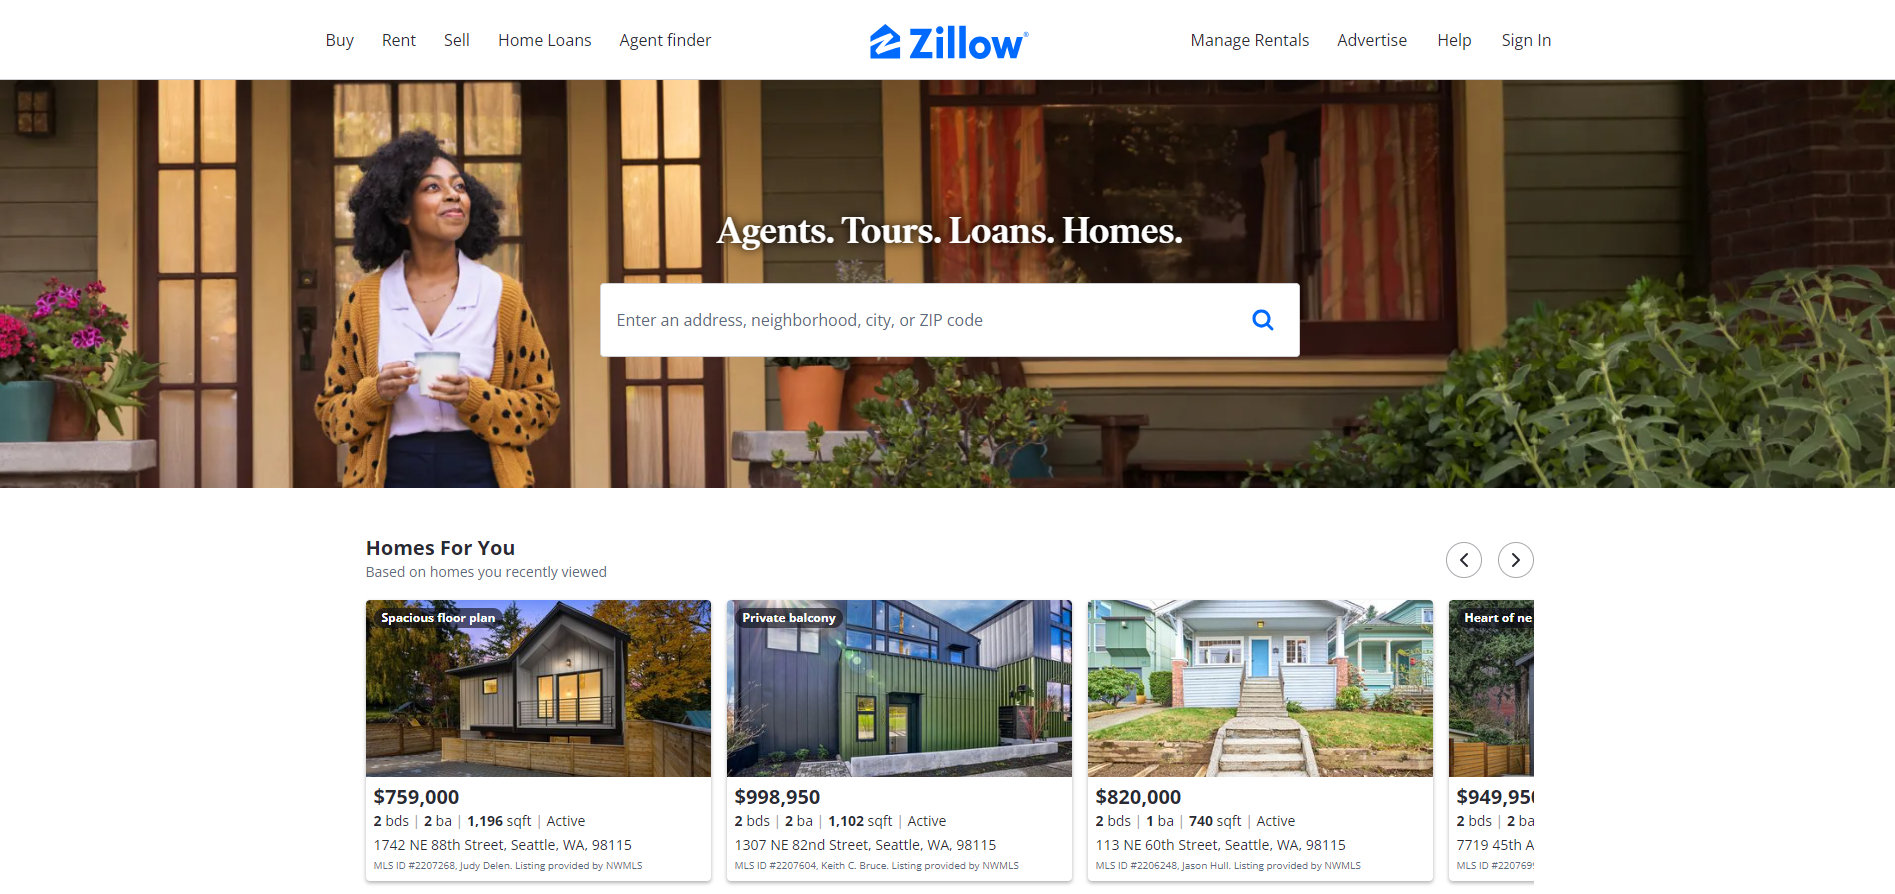 Buy Rent Sell Home Loans Agent finder Zillow® Manage Rentals Advertise Help Sign In
Agents. Tours. Loans. Homes.
Enter an address, neighborhood, city, or ZIP code
Homes For You
Based on homes you recently viewed
Spacious floor plan
$759,000
2 bds | 2 ba | 1,196 sqft | Active
1742 NE 88th Street, Seattle, WA, 98115
MLS ID #2207268, Judy Delen. Listing provided by NWMLS
Private balcony
$998,950
2 bds | 2 ba | 1,102 sqft | Active
1307 NE 82nd Street, Seattle, WA, 98115
MLS ID #2207604, Keith C. Bruce. Listing provided by NWMLS
$820,000
2 bds | 1 ba | 740 sqft | Active
113 NE 60th Street, Seattle, WA, 98115
MLS ID #2206248, Jason Hull. Listing provided by NWMLS
Heart of ne
$949,95
2 bds | 2 ba
7719 45th A
MLS ID #220769